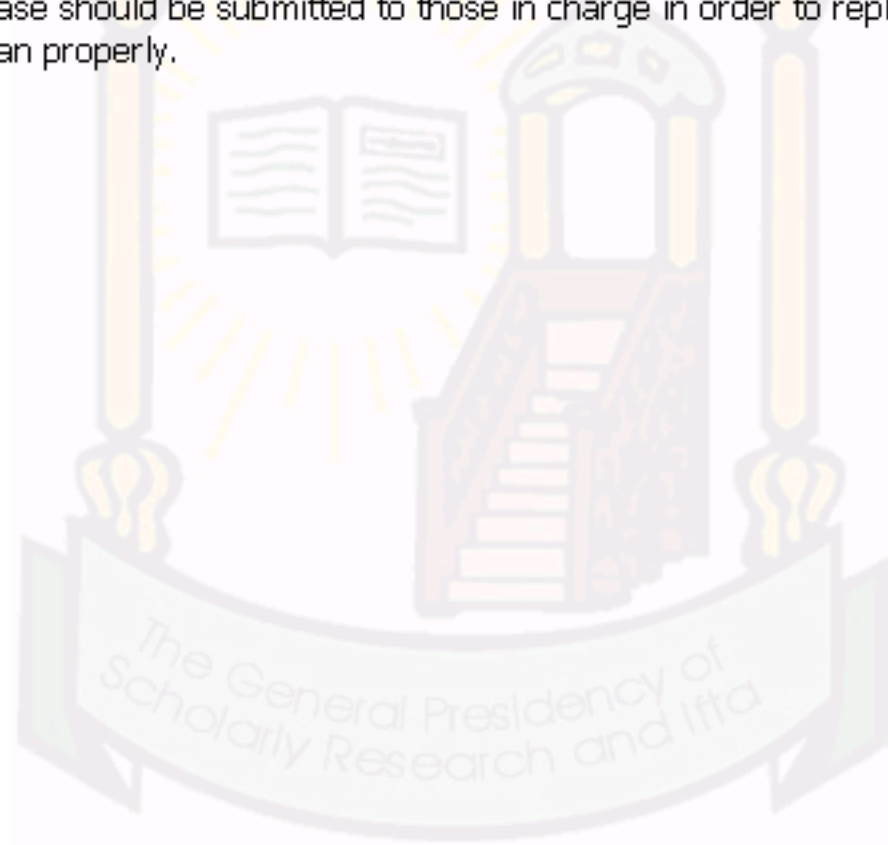 ase should be submitted to those in charge in order to repl
an properly.
The General Presidency of
Scholarly Research and Ifta